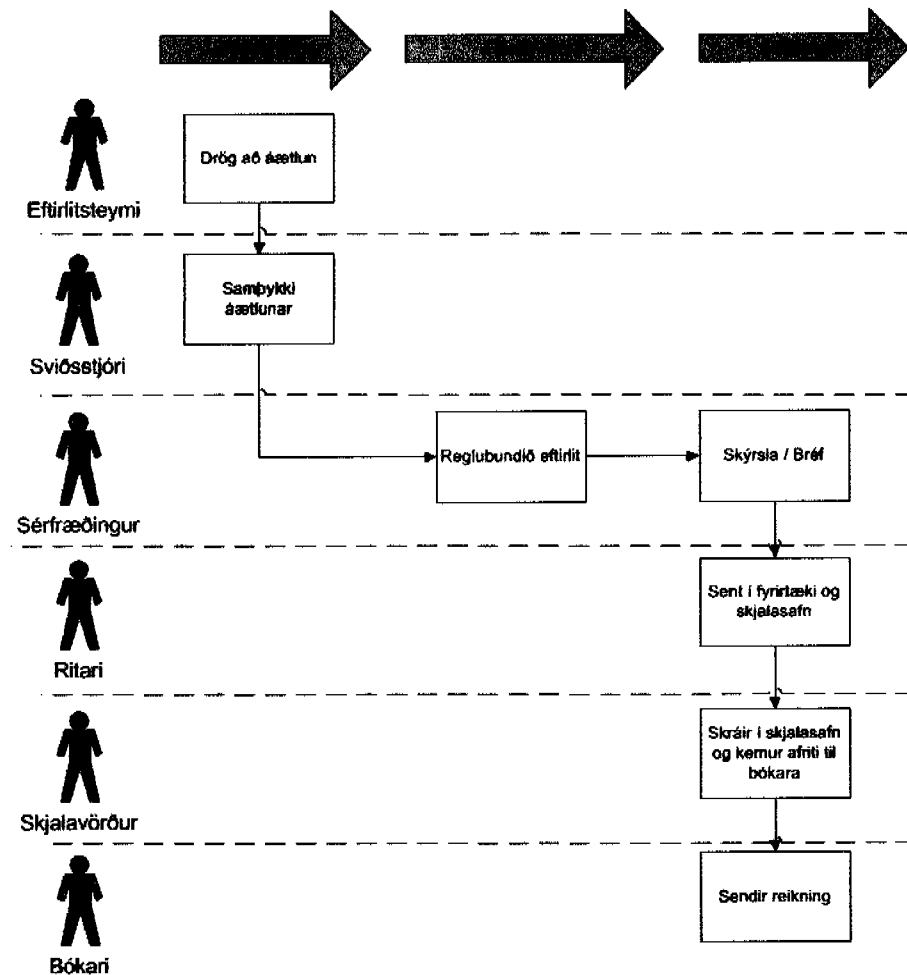 Drög að áætlun
Eftirlitsteymi
Samþykki
áætlunar
Sviðsstjóri
Reglubundið eftirlit
Skýrsla / Bréf
Sérfræðingur
Sent í fyrirtæki og
skjalasafn
Ritari
Skráir í skjalasafn
og kemur afriti til
bókara
Skjalavörður
Sendir reikning
Bókari